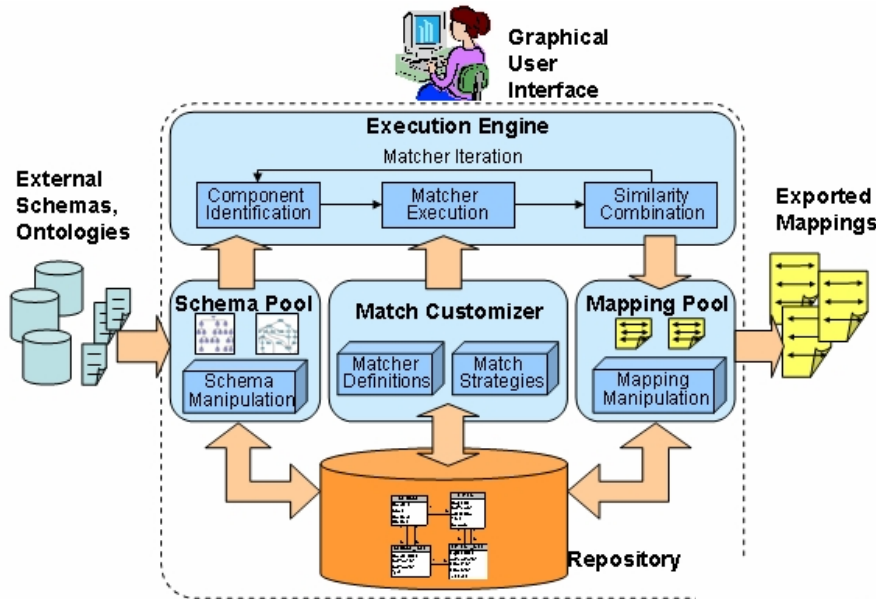 Graphical
User
Interface
Execution Engine
Matcher Iteration
Component
Identification
Matcher
Execution
Similarity
Combination
External
Schemas,
Ontologies
Exported
Mappings
Schema Pool
Schema
Manipulation
Match Customizer
Matcher
Definitions
Match
Strategies
Mapping Pool
Mapping
Manipulation
Repository